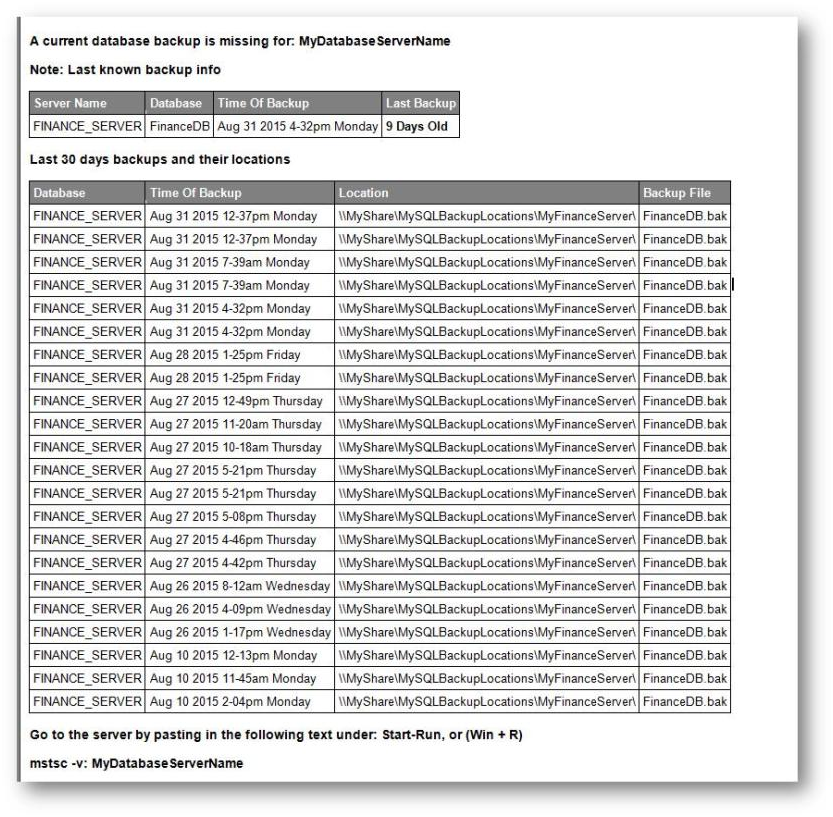 A current database backup is missing for: MyDatabaseServerName
Note: Last known backup info
Server Name Database Time Of Backup Last Backup
FINANCE_SERVER FinanceDB Aug 31 2015 4-32pm Monday 9 Days Old
Last 30 days backups and their locations
Database Time Of Backup Location Backup File
FINANCE_SERVER Aug 31 2015 12-37pm Monday \\MyShare\MySQLBackupLocations\MyFinanceServer\ FinanceDB.bak
FINANCE_SERVER Aug 31 2015 12-37pm Monday \\MyShare\MySQLBackupLocations\MyFinanceServer\ FinanceDB.bak
FINANCE_SERVER Aug 31 2015 7-39am Monday \\MyShare\MySQLBackupLocations\MyFinanceServer\ FinanceDB.bak
FINANCE_SERVER Aug 31 2015 7-39am Monday \\MyShare\MySQLBackupLocations\MyFinanceServer\ FinanceDB.bak
FINANCE_SERVER Aug 31 2015 4-32pm Monday \\MyShare\MySQLBackupLocations\MyFinanceServer\ FinanceDB.bak
FINANCE_SERVER Aug 31 2015 4-32pm Monday \\MyShare\MySQLBackupLocations\MyFinanceServer\ FinanceDB.bak
FINANCE_SERVER Aug 28 2015 1-25pm Friday \\MyShare\MySQLBackupLocations\MyFinanceServer\ FinanceDB.bak
FINANCE_SERVER Aug 28 2015 1-25pm Friday \\MyShare\MySQLBackupLocations\MyFinanceServer\ FinanceDB.bak
FINANCE_SERVER Aug 27 2015 12-49pm Thursday \\MyShare\MySQLBackupLocations\MyFinanceServer\ FinanceDB.bak
FINANCE_SERVER Aug 27 2015 11-20am Thursday \\MyShare\MySQLBackupLocations\MyFinanceServer\ FinanceDB.bak
FINANCE_SERVER Aug 27 2015 10-18am Thursday \\MyShare\MySQLBackupLocations\MyFinanceServer\ FinanceDB.bak
FINANCE_SERVER Aug 27 2015 5-21pm Thursday \\MyShare\MySQLBackupLocations\MyFinanceServer\ FinanceDB.bak
FINANCE_SERVER Aug 27 2015 5-21pm Thursday \\MyShare\MySQLBackupLocations\MyFinanceServer\ FinanceDB.bak
FINANCE_SERVER Aug 27 2015 5-08pm Thursday \\MyShare\MySQLBackupLocations\MyFinanceServer\ FinanceDB.bak
FINANCE_SERVER Aug 27 2015 4-46pm Thursday \\MyShare\MySQLBackupLocations\MyFinanceServer\ FinanceDB.bak
FINANCE_SERVER Aug 27 2015 4-42pm Thursday \\MyShare\MySQLBackupLocations\MyFinanceServer\ FinanceDB.bak
FINANCE_SERVER Aug 26 2015 8-12am Wednesday \\MyShare\MySQLBackupLocations\MyFinanceServer\ FinanceDB.bak
FINANCE_SERVER Aug 26 2015 4-09pm Wednesday \\MyShare\MySQLBackupLocations\MyFinanceServer\ FinanceDB.bak
FINANCE_SERVER Aug 26 2015 1-17pm Wednesday \\MyShare\MySQLBackupLocations\MyFinanceServer\ FinanceDB.bak
FINANCE_SERVER Aug 10 2015 12-13pm Monday \\MyShare\MySQLBackupLocations\MyFinanceServer\ FinanceDB.bak
FINANCE_SERVER Aug 10 2015 11-45am Monday \\MyShare\MySQLBackupLocations\MyFinanceServer\ FinanceDB.bak
FINANCE_SERVER Aug 10 2015 2-04pm Monday \\MyShare\MySQLBackupLocations\MyFinanceServer\ FinanceDB.bak
Go to the server by pasting in the following text under: Start-Run, or (Win + R)
mstsc -v: MyDatabaseServerName